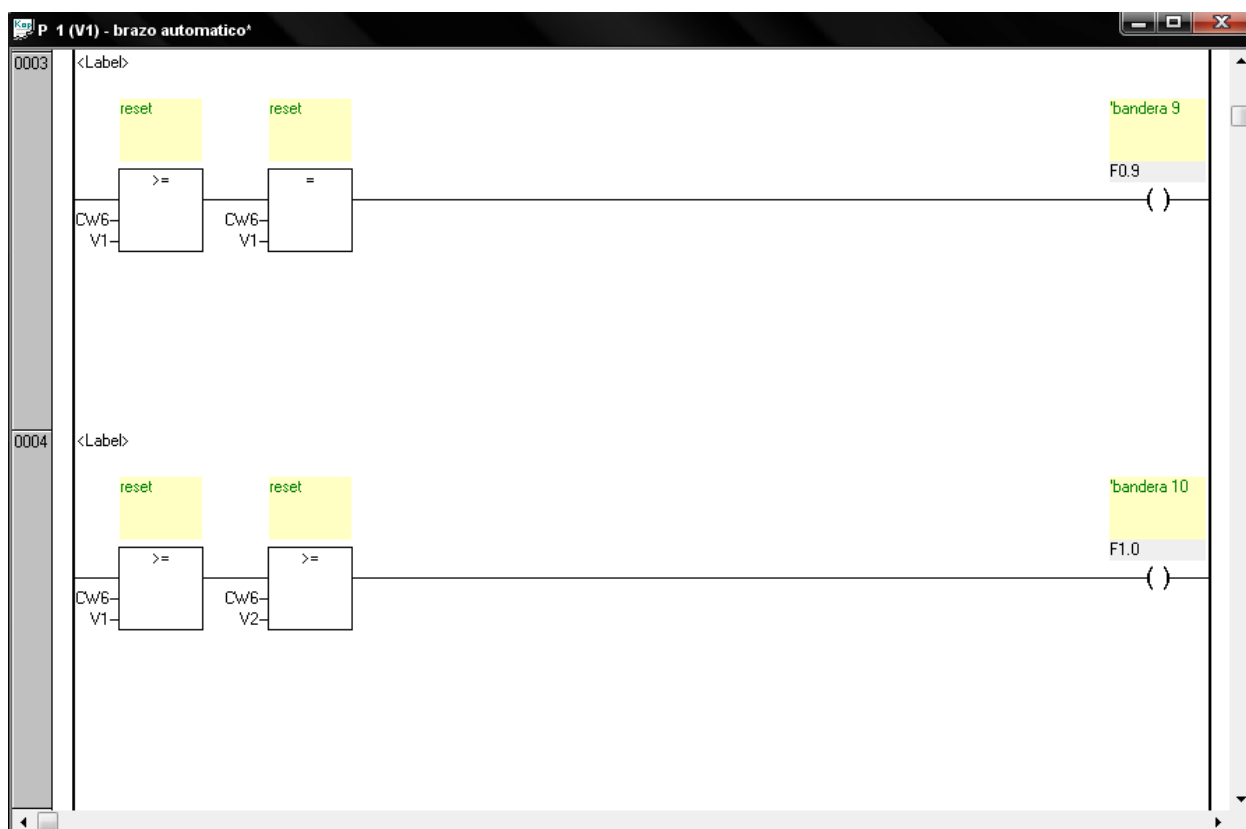 Kop P 1 (V1) - brazo automatico*
0003 <Label>
reset reset 'bandera 9
F0.9
>= = ( )
CW6 CW6
V1 V1
0004 <Label>
reset reset 'bandera 10
F1.0
>= >= ( )
CW6 CW6
V1 V2